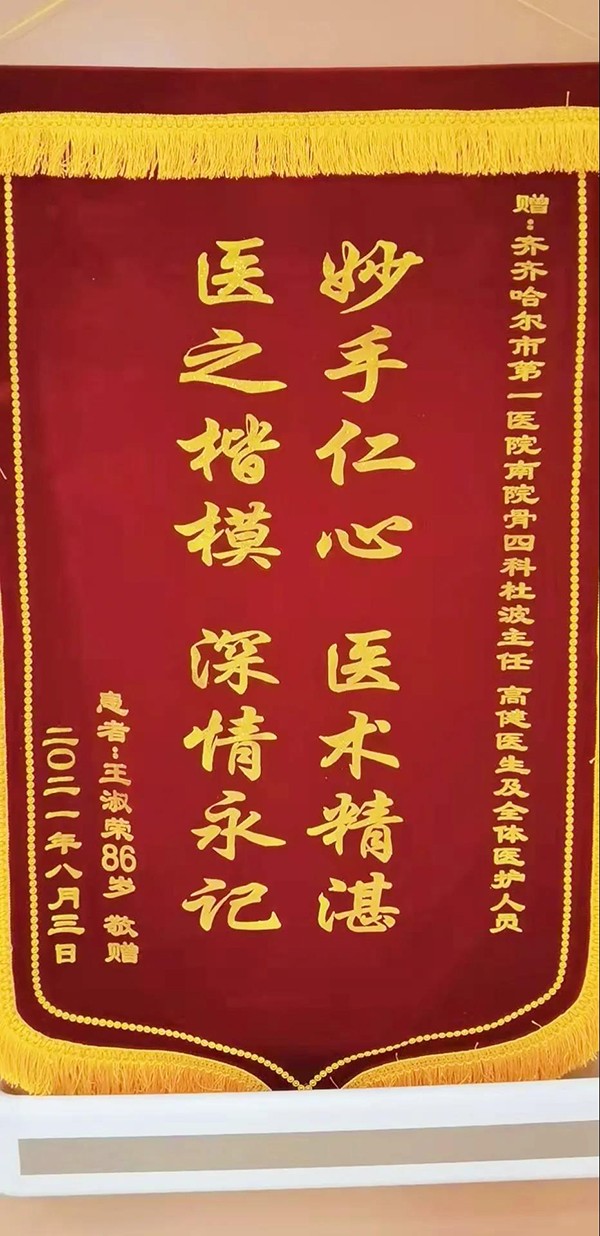 赠：齐齐哈尔市第一医院南院骨四科杜波主任 高健医生及全体医护人员
妙手仁心 医术精湛
医之楷模 深情永记
患者：王淑荣86岁 敬赠
二〇二一年八月三日